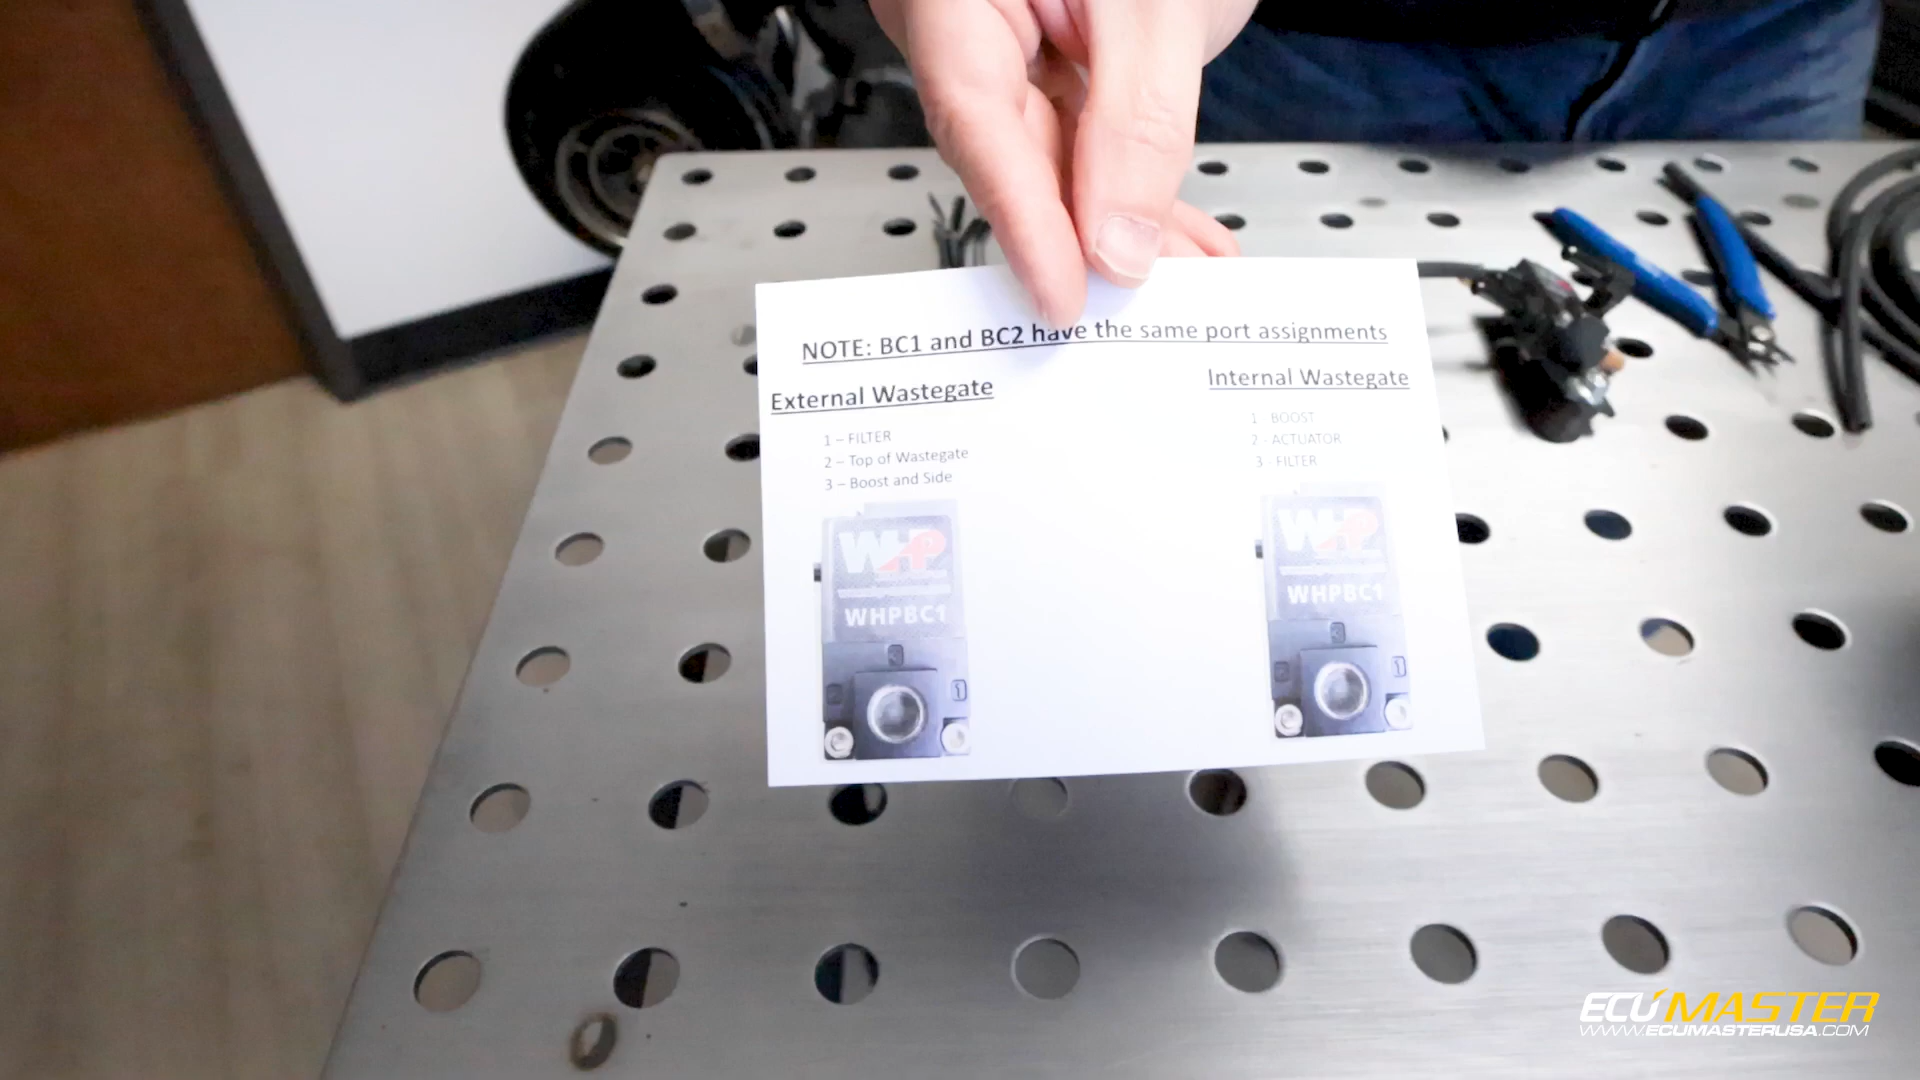 NOTE: BC1 and BC2 have the same port assignments
External Wastegate
1 – FILTER
2 – Top of Wastegate
3 – Boost and Side
WHP
WHPBC1
3
2
1
Internal Wastegate
1 - BOOST
2 - ACTUATOR
3 - FILTER
WHP
WHPBC1
3
2
1
ECUMASTER
WWW.ECUMASTERUSA.COM